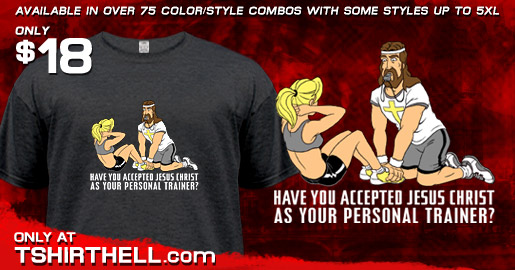 AVAILABLE IN OVER 75 COLOR/STYLE COMBOS WITH SOME STYLES UP TO 5XL
ONLY
$18
HAVE YOU ACCEPTED JESUS CHRIST
AS YOUR PERSONAL TRAINER?
HAVE YOU ACCEPTED JESUS CHRIST
AS YOUR PERSONAL TRAINER?
ONLY AT
TSHIRTHELL.com